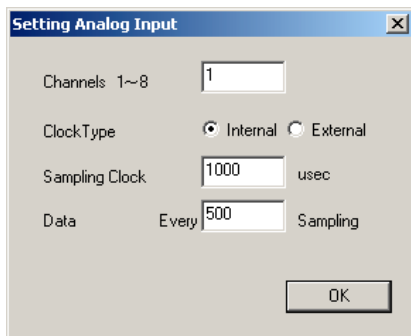 Setting Analog Input
Channels 1~8 1
ClockType Internal External
Sampling Clock 1000 usec
Data Every 500 Sampling
OK